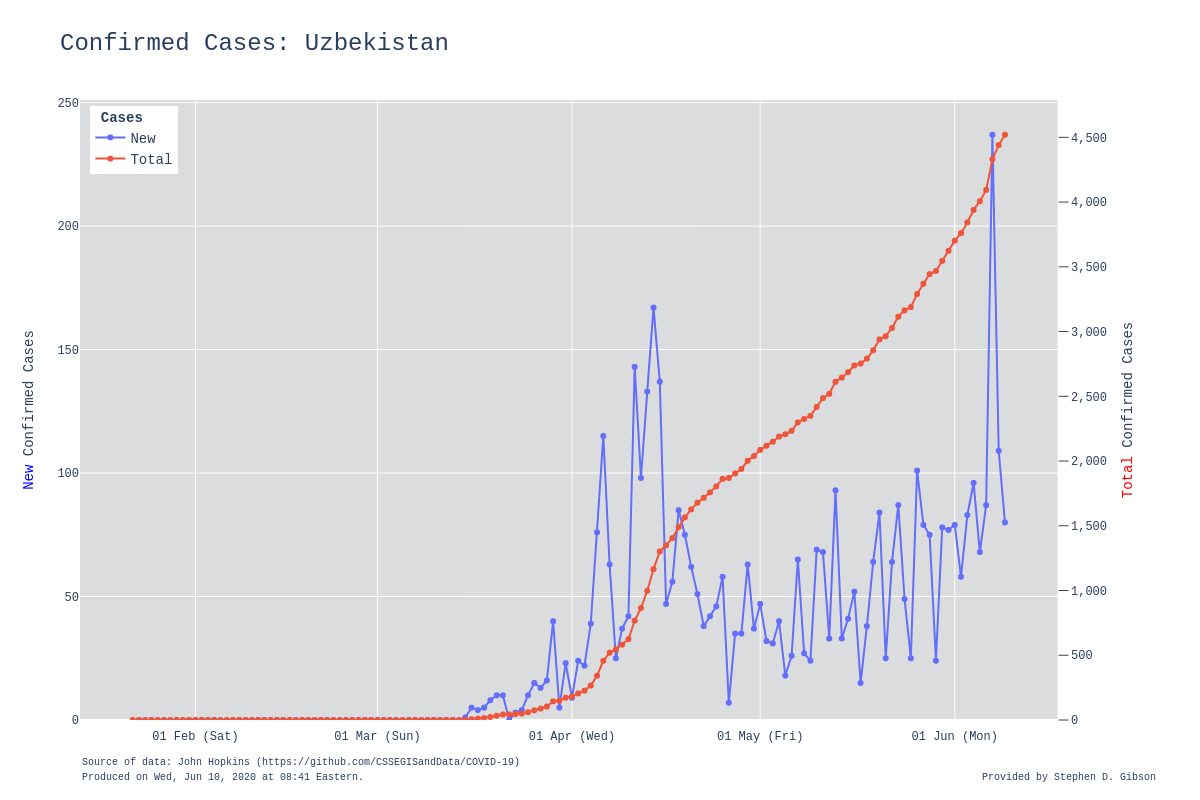 Confirmed Cases: Uzbekistan
Cases
New
Total
250
200
150
100
50
0
New Confirmed Cases
4,500
4,000
3,500
3,000
2,500
2,000
1,500
1,000
500
0
Total Confirmed Cases
01 Feb (Sat)
01 Mar (Sun)
01 Apr (Wed)
01 May (Fri)
01 Jun (Mon)
Source of data: John Hopkins (https://github.com/CSSEGISandData/COVID-19)
Produced on Wed, Jun 10, 2020 at 08:41 Eastern.
Provided by Stephen D. Gibson